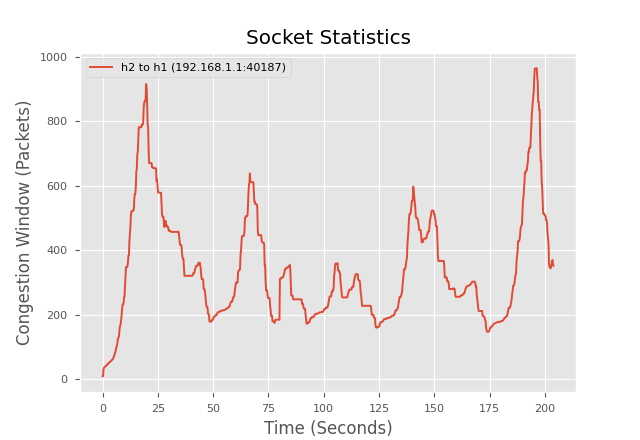 Socket Statistics
h2 to h1 (192.168.1.1:40187)
Congestion Window (Packets)
1000
800
600
400
200
0
0 25 50 75 100 125 150 175 200
Time (Seconds)